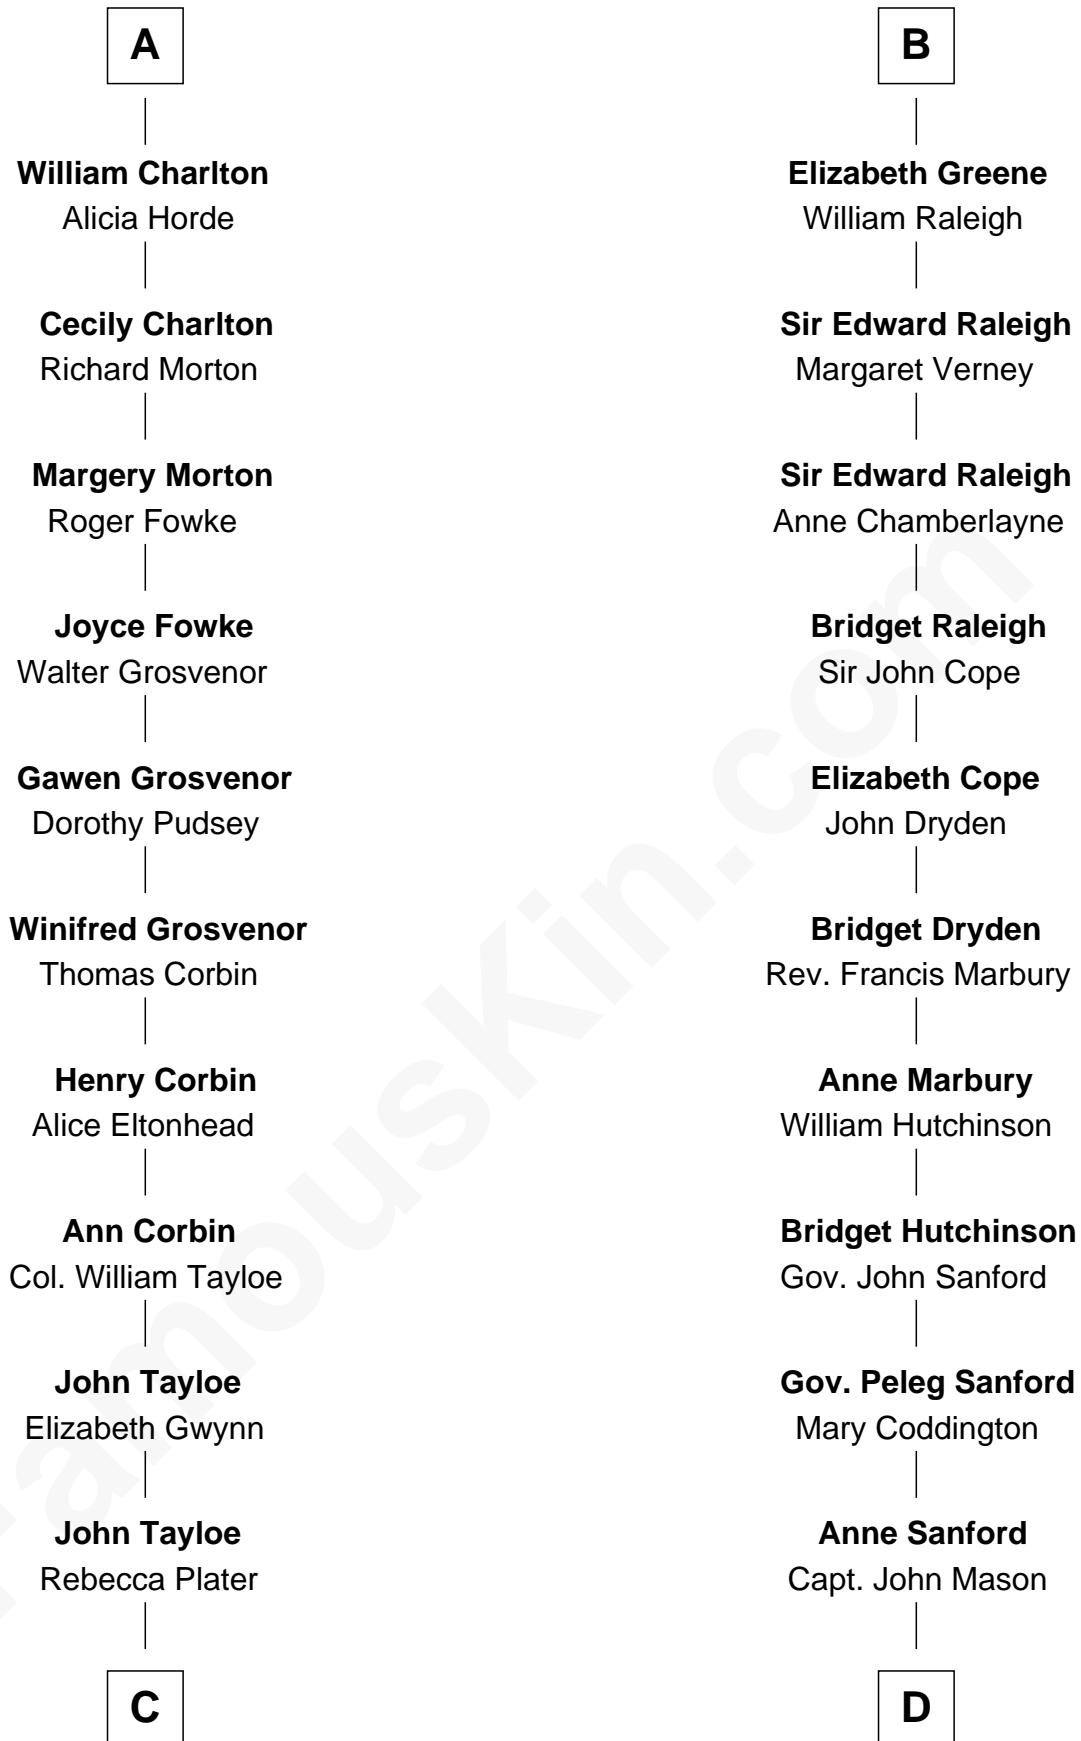 A
William Charlton
Alicia Horde
Cecily Charlton
Richard Morton
Margery Morton
Roger Fowke
Joyce Fowke
Walter Grosvenor
Gawen Grosvenor
Dorothy Pudsey
Winifred Grosvenor
Thomas Corbin
Henry Corbin
Alice Eltonhead
Ann Corbin
Col. William Tayloe
John Tayloe
Elizabeth Gwynn
John Tayloe
Rebecca Plater
C
B
Elizabeth Greene
William Raleigh
Sir Edward Raleigh
Margaret Verney
Sir Edward Raleigh
Anne Chamberlayne
Bridget Raleigh
Sir John Cope
Elizabeth Cope
John Dryden
Bridget Dryden
Rev. Francis Marbury
Anne Marbury
William Hutchinson
Bridget Hutchinson
Gov. John Sanford
Gov. Peleg Sanford
Mary Coddington
Anne Sanford
Capt. John Mason
D
FamousKin.com